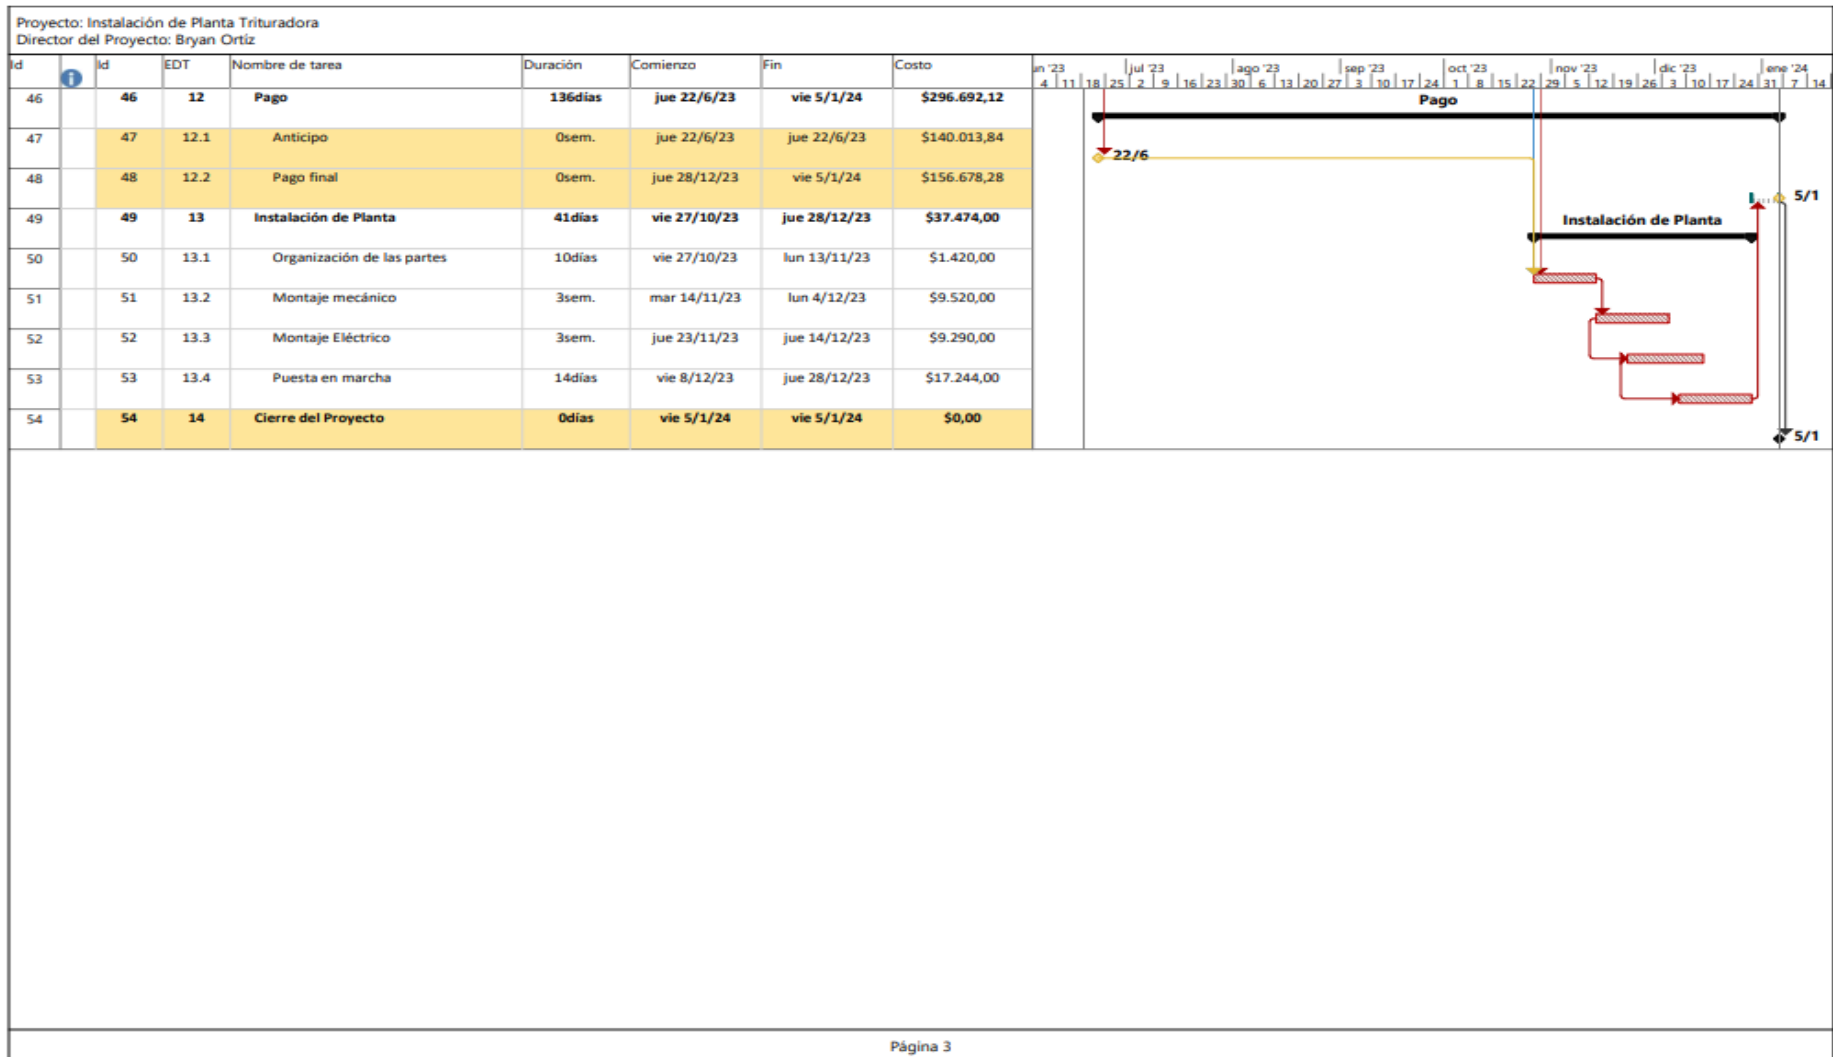 Proyecto: Instalación de Planta Trituradora
Director del Proyecto: Bryan Ortíz
Id Id EDT Nombre de tarea Duración Comienzo Fin Costo
un '23 jul '23 ago '23 sep '23 oct '23 nov '23 dic '23 ene '24
4 11 18 25 2 9 16 23 30 6 13 20 27 3 10 17 24 1 8 15 22 29 5 12 19 26 3 10 17 24 31 7 14
46 46 12 Pago 136días jue 22/6/23 vie 5/1/24 $296.692,12 Pago
47 47 12.1 Anticipo 0sem. jue 22/6/23 jue 22/6/23 $140.013,84 22/6
48 48 12.2 Pago final 0sem. jue 28/12/23 vie 5/1/24 $156.678,28 5/1
49 49 13 Instalación de Planta 41días vie 27/10/23 jue 28/12/23 $37.474,00 Instalación de Planta
50 50 13.1 Organización de las partes 10días vie 27/10/23 lun 13/11/23 $1.420,00
51 51 13.2 Montaje mecánico 3sem. mar 14/11/23 lun 4/12/23 $9.520,00
52 52 13.3 Montaje Eléctrico 3sem. jue 23/11/23 jue 14/12/23 $9.290,00
53 53 13.4 Puesta en marcha 14días vie 8/12/23 jue 28/12/23 $17.244,00
54 54 14 Cierre del Proyecto 0días vie 5/1/24 vie 5/1/24 $0,00 5/1
Página 3